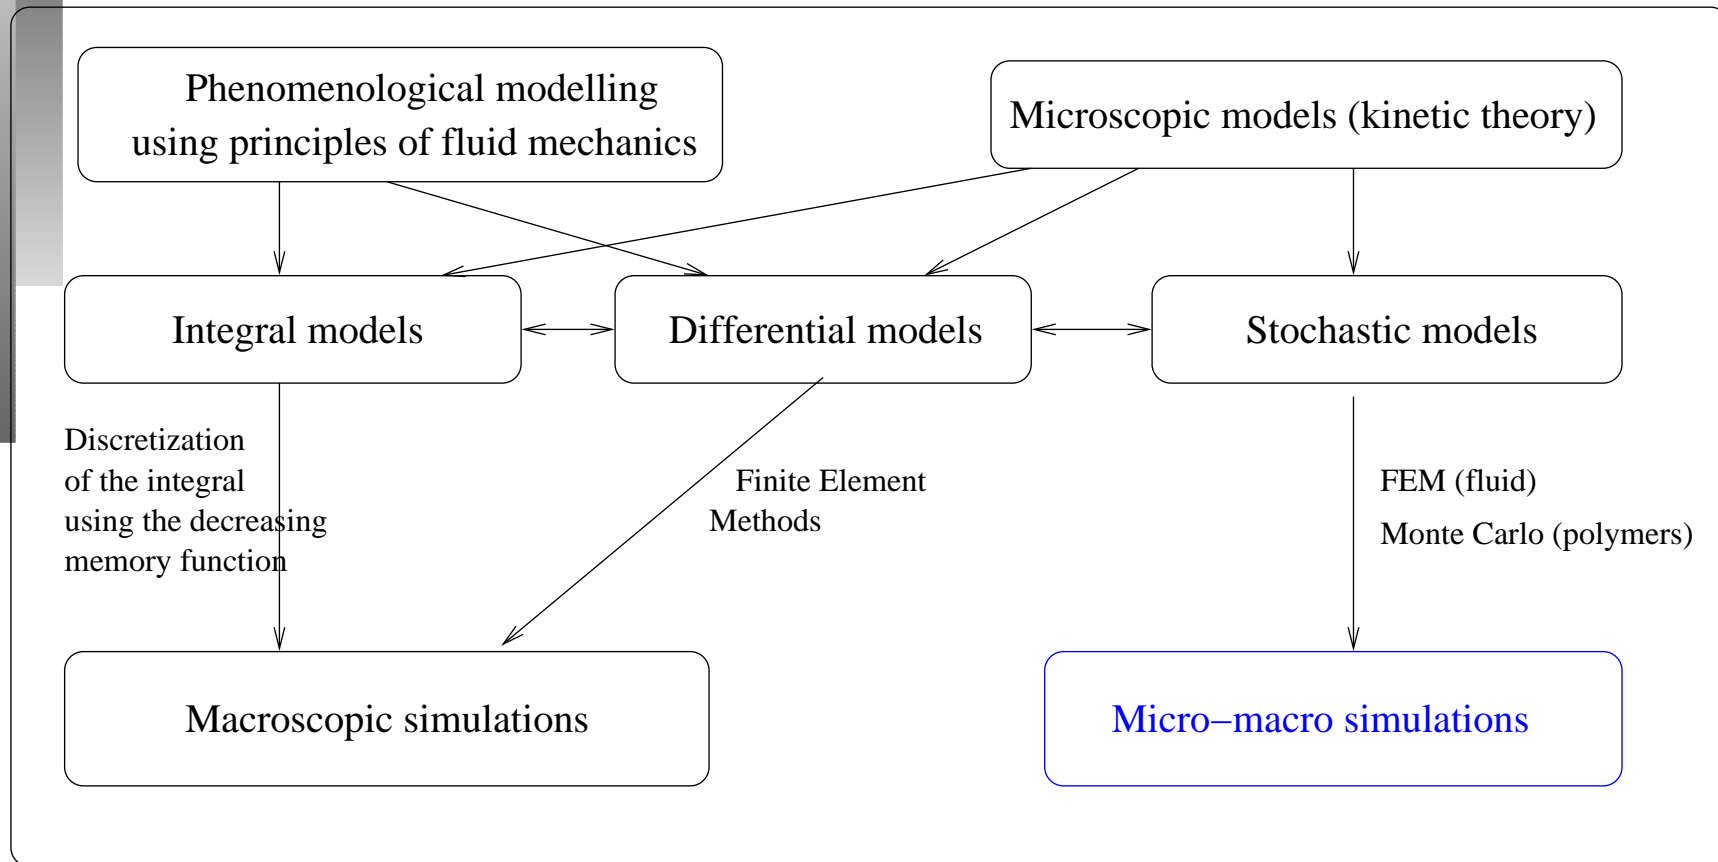 Phenomenological modelling
using principles of fluid mechanics
Microscopic models (kinetic theory)
Integral models
Differential models
Stochastic models
Discretization
of the integral
using the decreasing
memory function
Finite Element
Methods
FEM (fluid)
Monte Carlo (polymers)
Macroscopic simulations
Micro−macro simulations